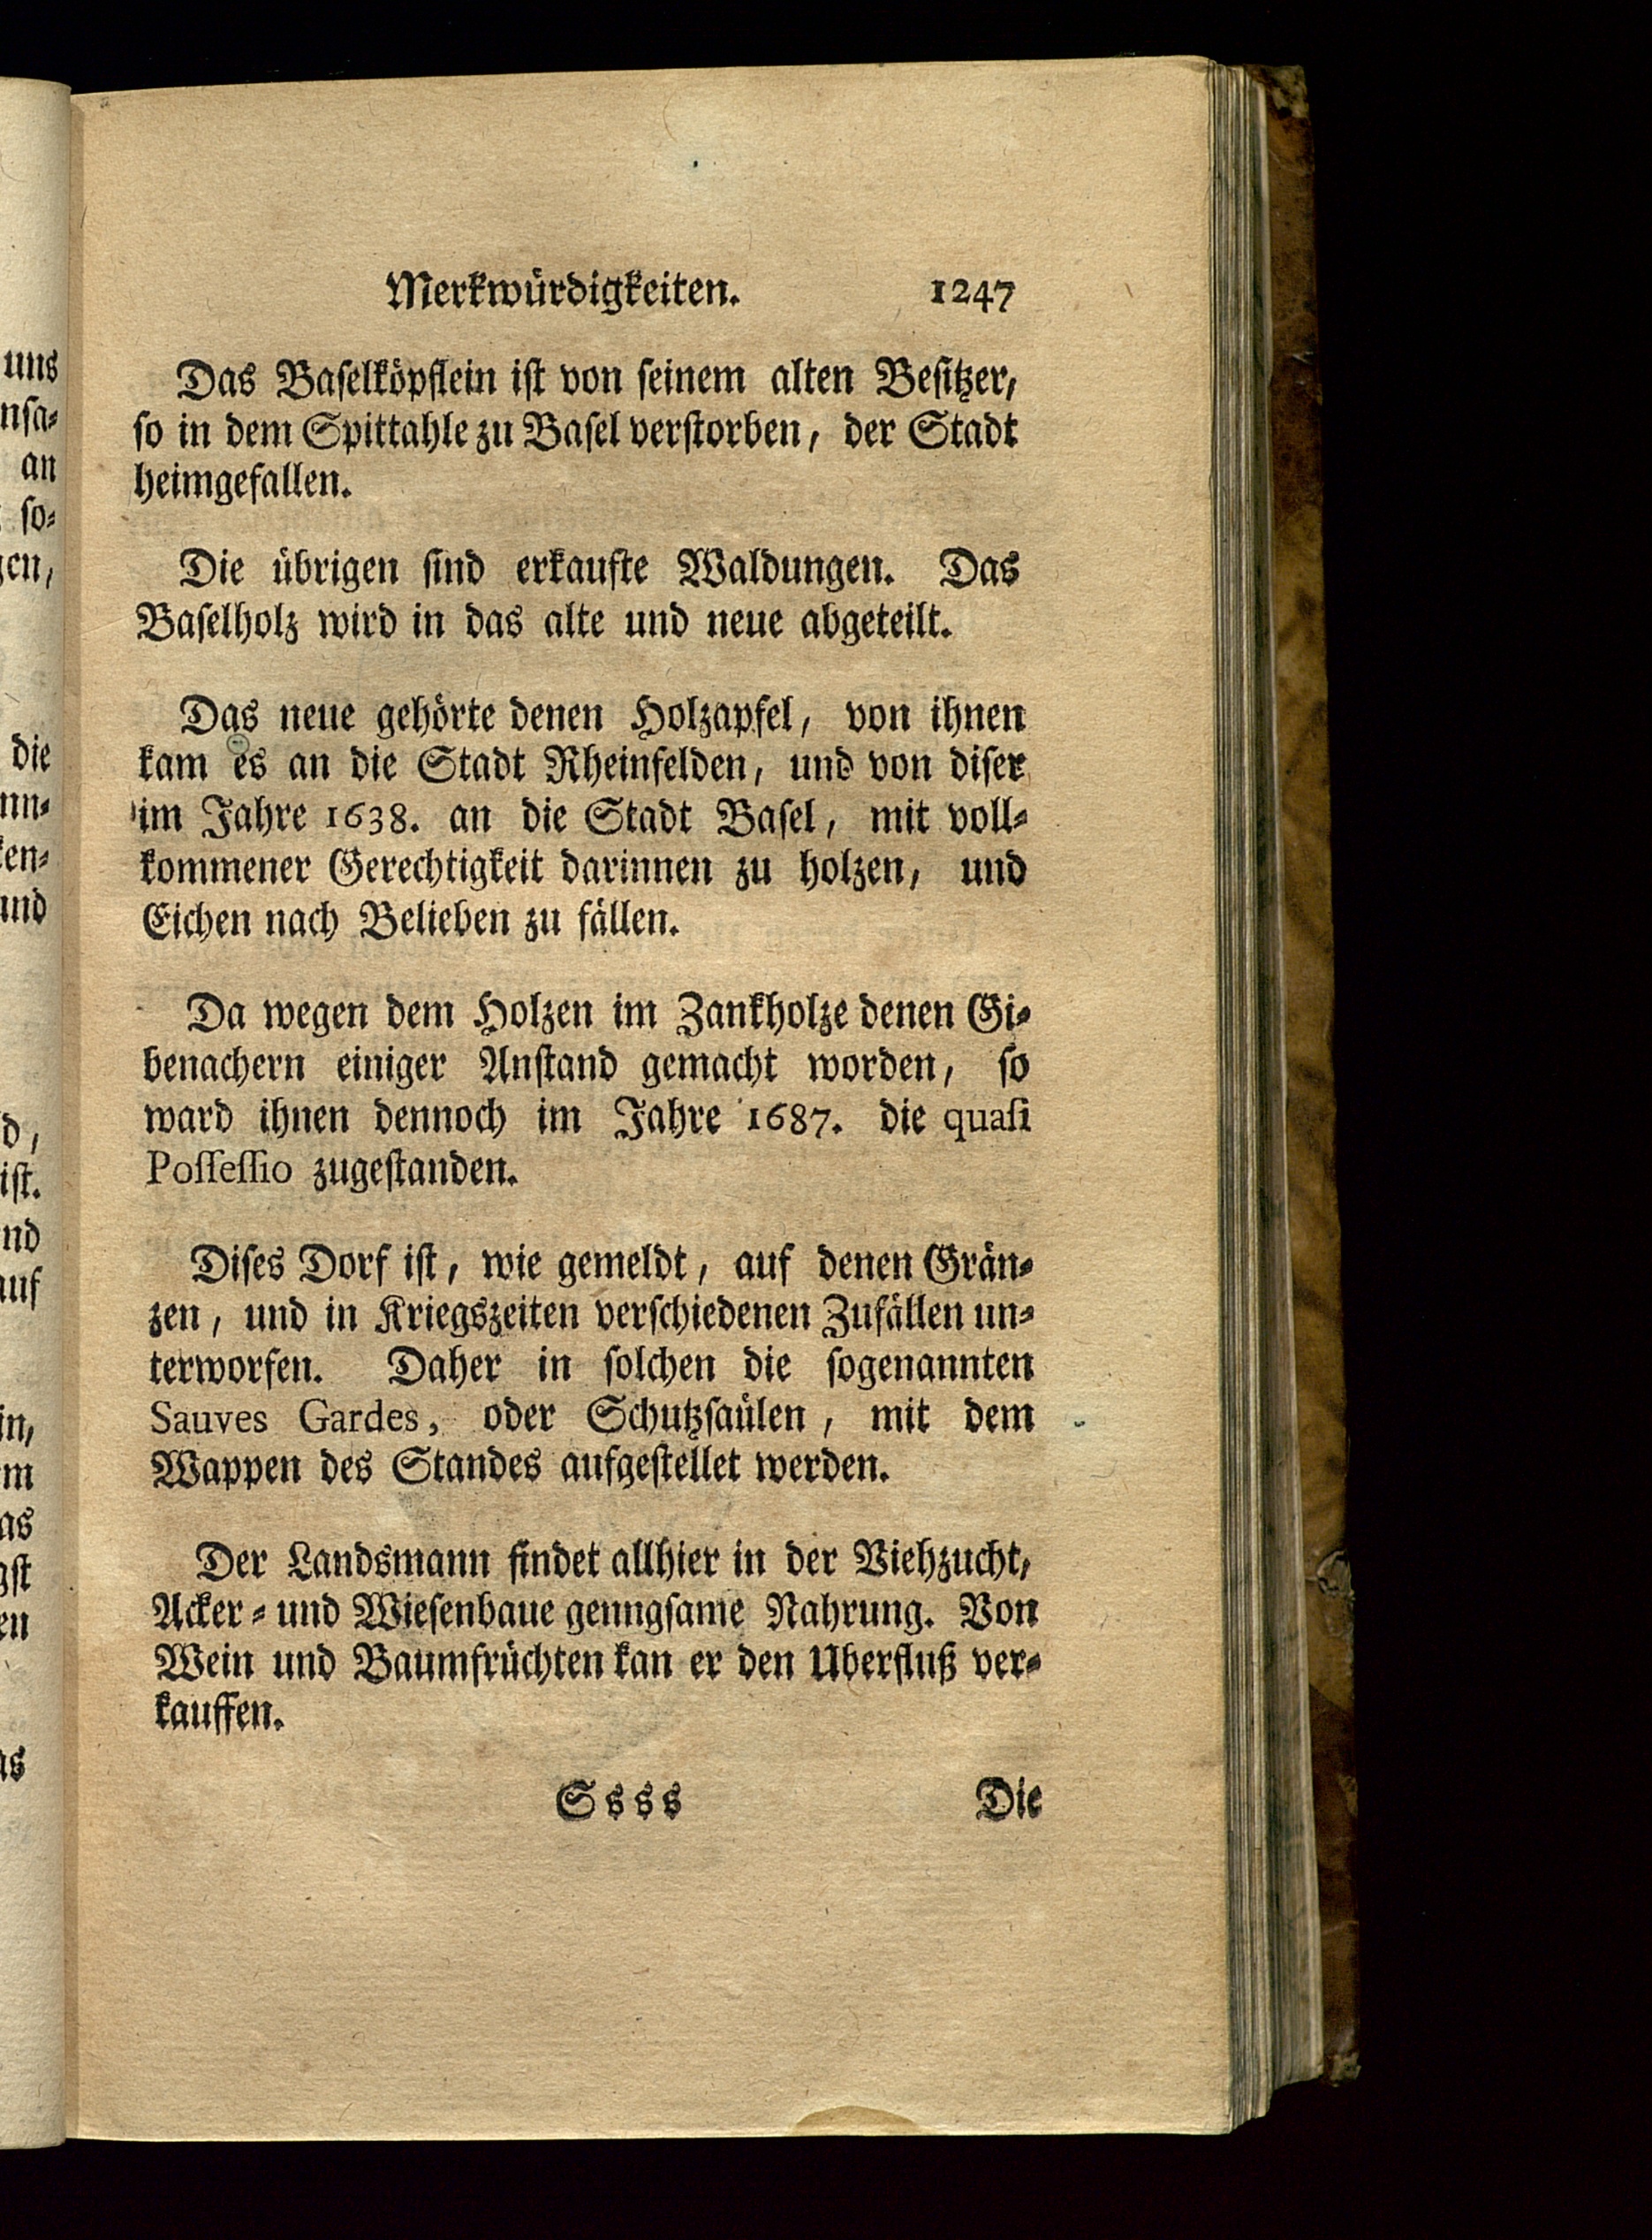 Merkwürdigkeiten. 1247
Das Baselköpflein ist von seinem alten Besitzer,
so in dem Spittahle zu Basel verstorben, der Stadt
heimgefallen.
Die übrigen sind erkaufte Waldungen. Das
Baselholz wird in das alte und neue abgeteilt.
Das neue gehörte denen Holzapfel, von ihnen
kam es an die Stadt Rheinfelden, und von diser
im Jahre 1638. an die Stadt Basel, mit voll-
kommener Gerechtigkeit darinnen zu holzen, und
Eichen nach Belieben zu fällen.
Da wegen dem Holzen im Zankholze denen Gi-
benachern einiger Anstand gemacht worden, so
ward ihnen dennoch im Jahre 1687. die quasi
Possessio zugestanden.
Dises Dorf ist, wie gemeldt, auf denen Grän-
zen, und in Kriegszeiten verschiedenen Zufällen un-
terworfen. Daher in solchen die sogenannten
Sauves Gardes, oder Schutzsaülen, mit dem
Wappen des Standes aufgestellet werden.
Der Landsmann findet allhier in der Viehzucht,
Acker- und Wiesenbaue genngsame Nahrung. Von
Wein und Baumfrüchten kan er den Uberfluß ver-
kauffen.
Ssss Die